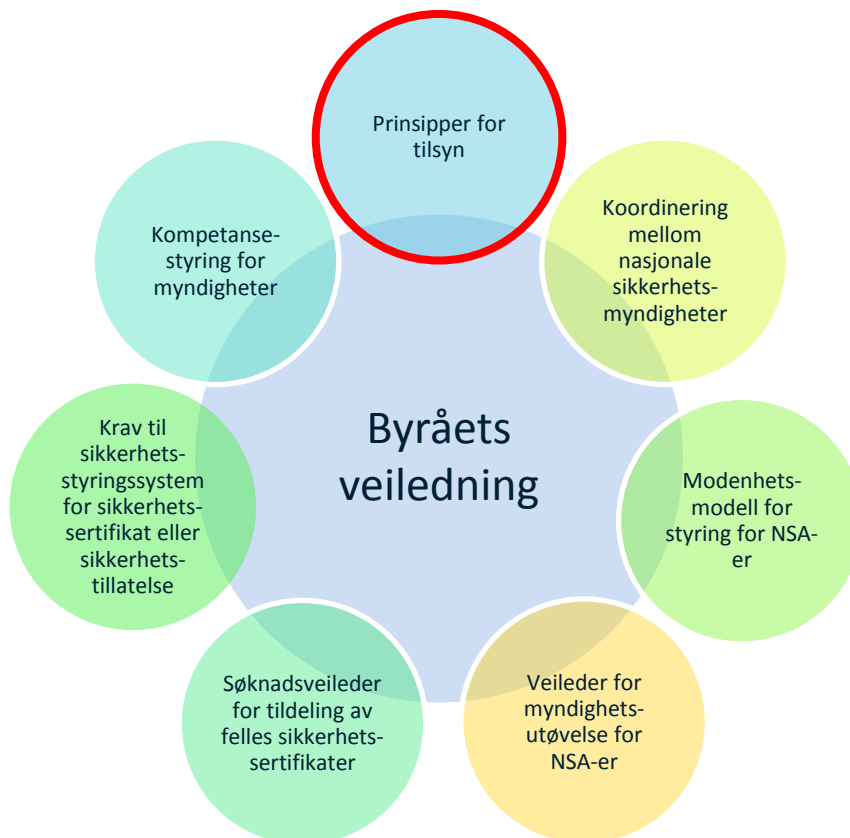 Prinsipper for
tilsyn
Koordinering
mellom
nasjonale
sikkerhets-
myndigheter
Modenhets-
modell for
styring for NSA-
er
Veileder for
myndighets-
utøvelse for
NSA-er
Søknadsveileder
for tildeling av
felles sikkerhets-
sertifikater
Krav til
sikkerhets-
styringssystem
for sikkerhets-
sertifikat eller
sikkerhets-
tillatelse
Kompetanse-
styring for
myndigheter
Byråets
veiledning